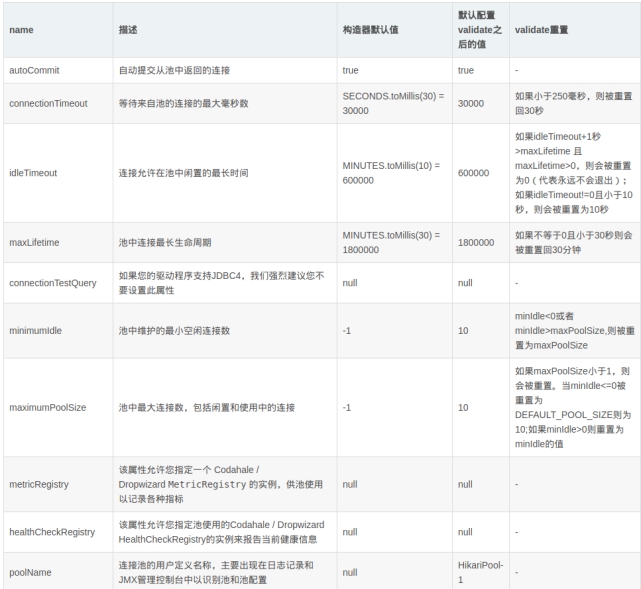 name
描述
构造器默认值
默认配置
validate之
后的值
validate重置
autoCommit
自动提交从池中返回的连接
true
true
-
connectionTimeout
等待来自池的连接的最大毫秒数
SECONDS.toMillis(30) =
30000
30000
如果小于250毫秒，则被重置
回30秒
idleTimeout
连接允许在池中闲置的最长时间
MINUTES.toMillis(10) =
600000
600000
如果idleTimeout+1秒
>maxLifetime 且
maxLifetime>0，则会被重置
为0（代表永远不会退出）；
如果idleTimeout!=0且小于10
秒，则会被重置为10秒
maxLifetime
池中连接最长生命周期
MINUTES.toMillis(30) =
1800000
1800000
如果不等于0且小于30秒则会
被重置回30分钟
connectionTestQuery
如果您的驱动程序支持JDBC4，我们强烈建议您不
要设置此属性
null
null
-
minimumIdle
池中维护的最小空闲连接数
-1
10
minIdle<0或者
minIdle>maxPoolSize,则被重
置为maxPoolSize
maximumPoolSize
池中最大连接数，包括闲置和使用中的连接
-1
10
如果maxPoolSize小于1，则
会被重置。当minIdle<=0被
重置为
DEFAULT_POOL_SIZE则为
10;如果minIdle>0则重置为
minIdle的值
metricRegistry
该属性允许您指定一个 Codahale /
Dropwizard MetricRegistry 的实例，供池使用
以记录各种指标
null
null
-
healthCheckRegistry
该属性允许您指定池使用的Codahale / Dropwizard
HealthCheckRegistry的实例来报告当前健康信息
null
null
-
poolName
连接池的用户定义名称，主要出现在日志记录和
JMX管理控制台中以识别池和池配置
null
HikariPool-
1
-